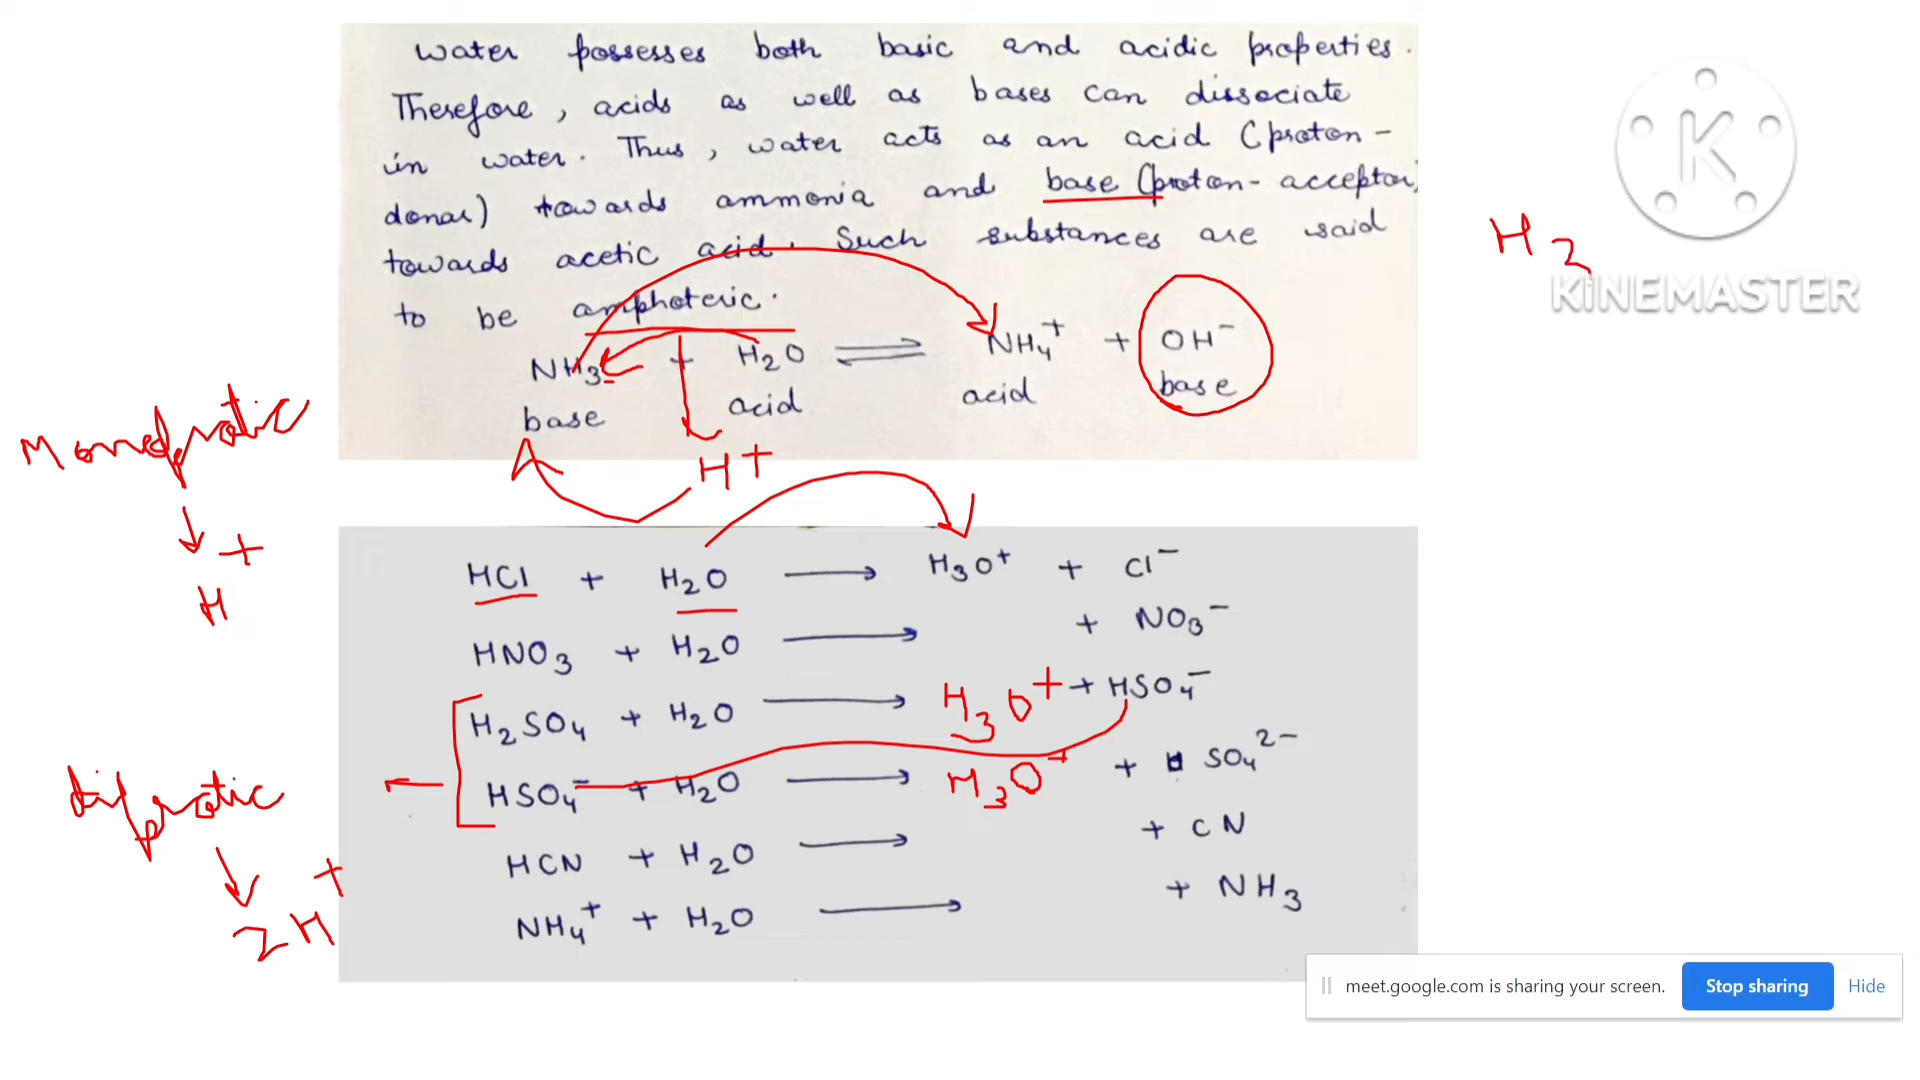 water possesses both basic and acidic properties.
Therefore, acids as well as bases can dissociate
in water. Thus, water acts as an acid (proton-
donar) towards ammonia and base (proton-acceptor)
towards acetic acid. Such substances are said
to be amphoteric.
NH3 + H2O ⇌ NH4+ + OH−
base acid acid base
H+
HCl + H2O → H3O+ + Cl−
HNO3 + H2O → + NO3−
H2SO4 + H2O → H3O+ + HSO4−
HSO4− + H2O → H3O+ + SO4 2−
HCN + H2O → + CN
NH4+ + H2O → + NH3
Monoprotic
H+
diprotic
2H+
H2
K
KINEMASTER
meet.google.com is sharing your screen. Stop sharing Hide